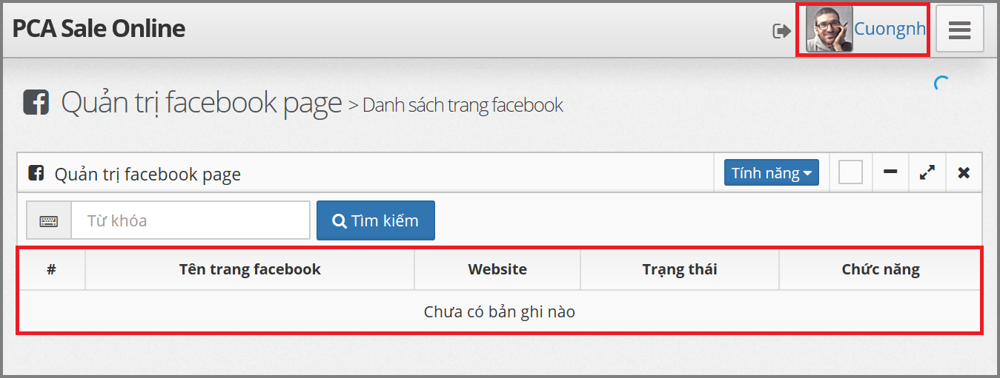 PCA Sale Online
Cuongnh
Quản trị facebook page > Danh sách trang facebook
Quản trị facebook page
Tính năng
Từ khóa
Tìm kiếm
# Tên trang facebook Website Trạng thái Chức năng
Chưa có bản ghi nào